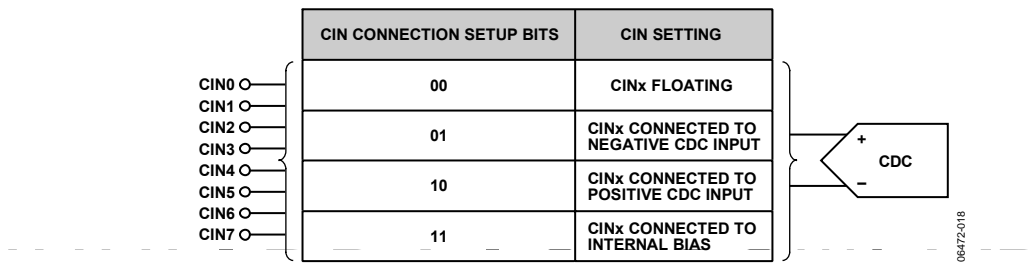 CIN CONNECTION SETUP BITS CIN SETTING
CIN0
CIN1
CIN2
CIN3
CIN4
CIN5
CIN6
CIN7
00 CINx FLOATING
01 CINx CONNECTED TO
NEGATIVE CDC INPUT
10 CINx CONNECTED TO
POSITIVE CDC INPUT
11 CINx CONNECTED TO
INTERNAL BIAS
+
CDC
–
06472-018